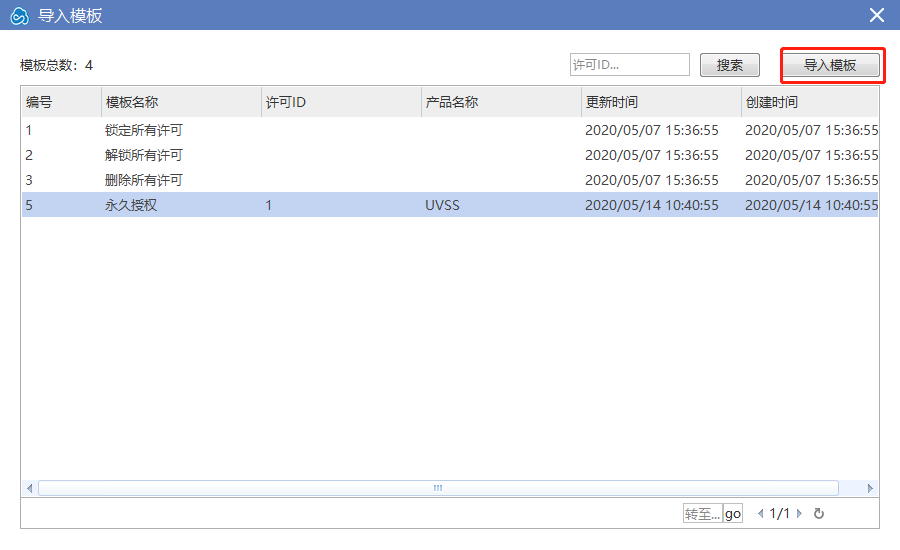 导入模板
模板总数：4 许可ID... 搜索 导入模板
编号 模板名称 许可ID 产品名称 更新时间 创建时间
1 锁定所有许可 2020/05/07 15:36:55 2020/05/07 15:36:55
2 解锁所有许可 2020/05/07 15:36:55 2020/05/07 15:36:55
3 删除所有许可 2020/05/07 15:36:55 2020/05/07 15:36:55
5 永久授权 1 UVSS 2020/05/14 10:40:55 2020/05/14 10:40:55
转至... go 1/1